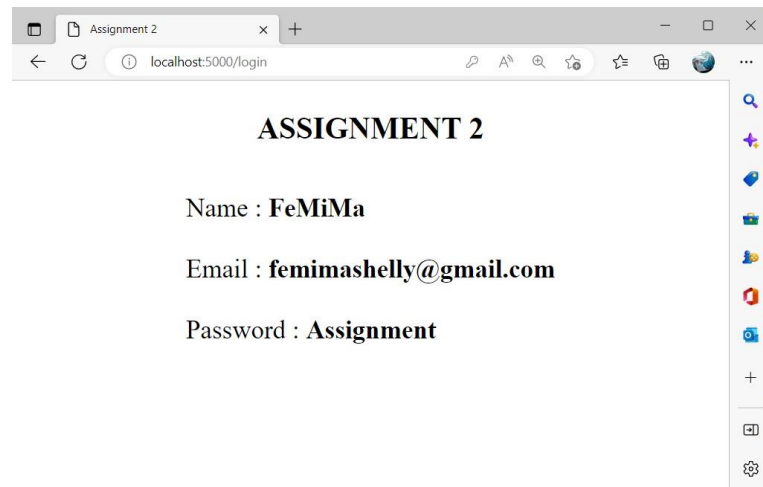 Assignment 2
localhost:5000/login
ASSIGNMENT 2
Name : FeMiMa
Email : femimashelly@gmail.com
Password : Assignment